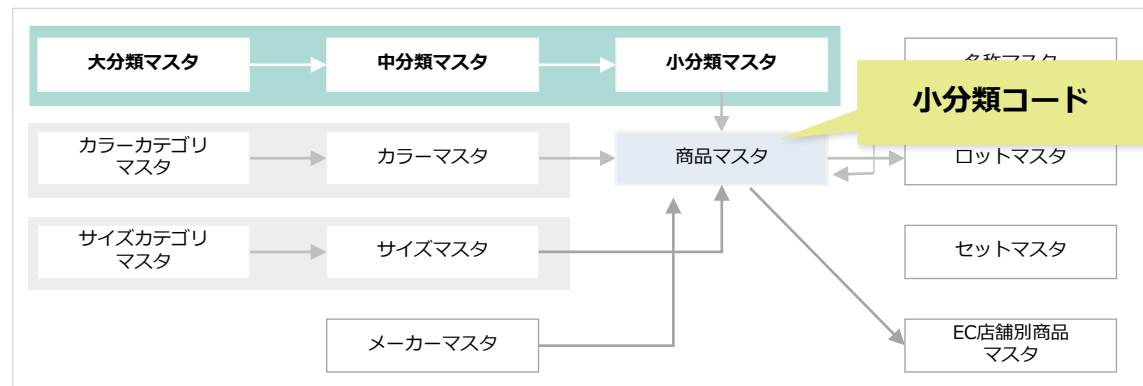 大分類マスタ
中分類マスタ
小分類マスタ
小分類コード
カラーカテゴリ
マスタ
カラーマスタ
商品マスタ
ロットマスタ
サイズカテゴリ
マスタ
サイズマスタ
セットマスタ
メーカーマスタ
EC店舗別商品
マスタ